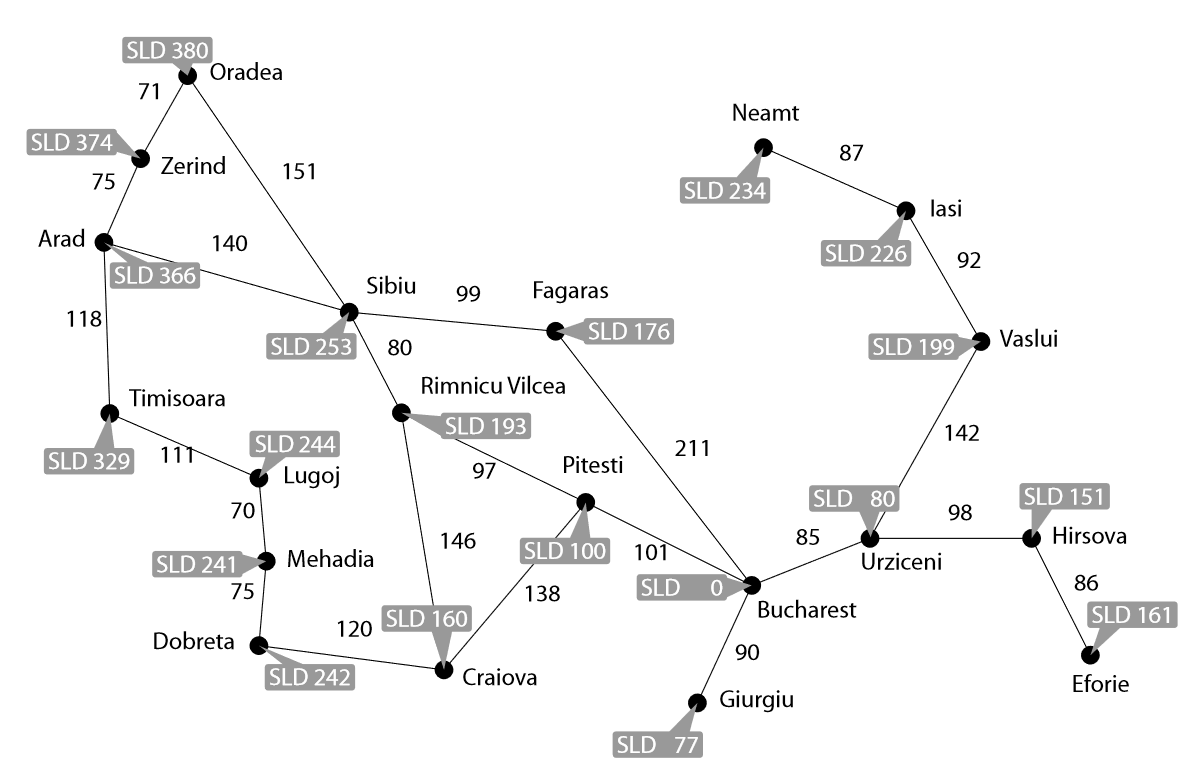 SLD 380
Oradea
71
Neamt
SLD 374
Zerind
87
75
151
SLD 234
Iasi
Arad
140
SLD 366
SLD 226
92
Sibiu
99
Fagaras
118
SLD 253
80
SLD 176
SLD 199
Vaslui
Rimnicu Vilcea
Timisoara
SLD 193
SLD 329
111
SLD 244
Lugoj
97
Pitesti
211
142
70
SLD 80
SLD 151
98
Hirsova
146
SLD 100
101
85
Urziceni
SLD 241
Mehadia
75
138
SLD 0
Bucharest
86
SLD 160
SLD 161
Dobreta
120
SLD 242
Craiova
90
Eforie
Giurgiu
SLD 77